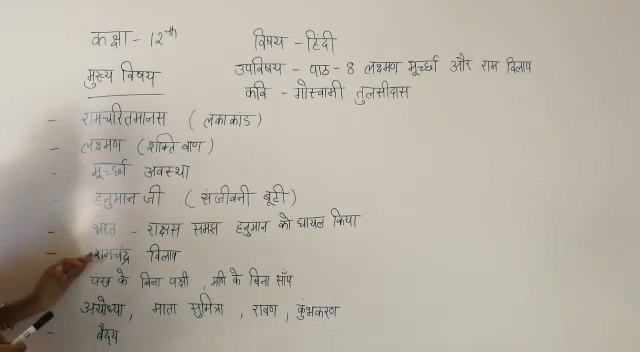 कक्षा - 12th विषय - हिंदी
मुख्य विषय उपविषय - पाठ - 8 लक्ष्मण मूर्च्छा और राम विलाप
कवि - गोस्वामी तुलसीदास
- रामचरितमानस ( लंकाकांड )
- लक्ष्मण ( शक्ति बाण )
- मूर्च्छा अवस्था
- हनुमान जी ( संजीवनी बूटी )
- भरत - राक्षस समझ हनुमान को घायल किया
- रामचंद्र विलाप
पंख के बिना पक्षी , मणि के बिना साँप
अयोध्या , माता सुमित्रा , रावण , कुंभकरण
- वैद्य